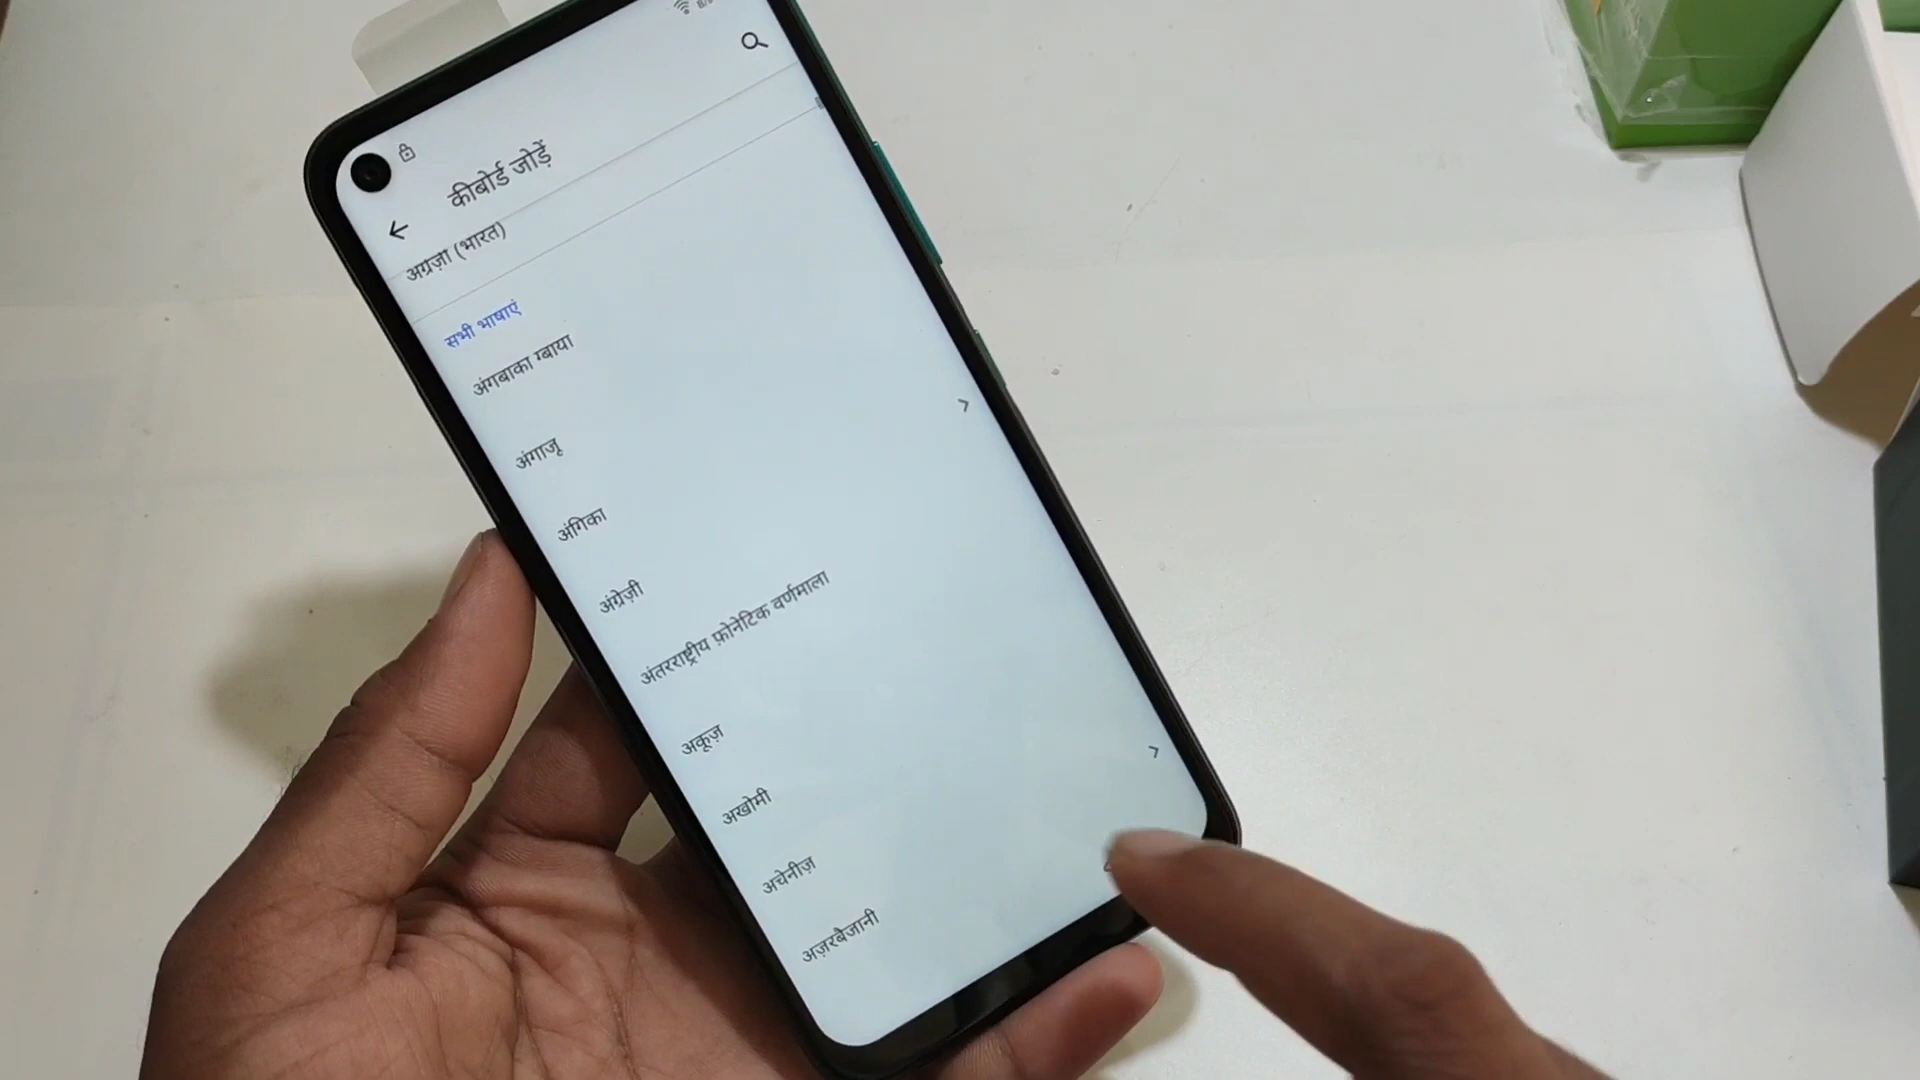 कीबोर्ड जोड़ें
अंग्रेज़ी (भारत)
सभी भाषाएं
अंगबाका ग्बाया
अंगाजू
अंगिका
अंग्रेज़ी
अंतरराष्ट्रीय फ़ोनेटिक वर्णमाला
अकूज़
अखोमी
अचेनीज़
अज़रबैजानी